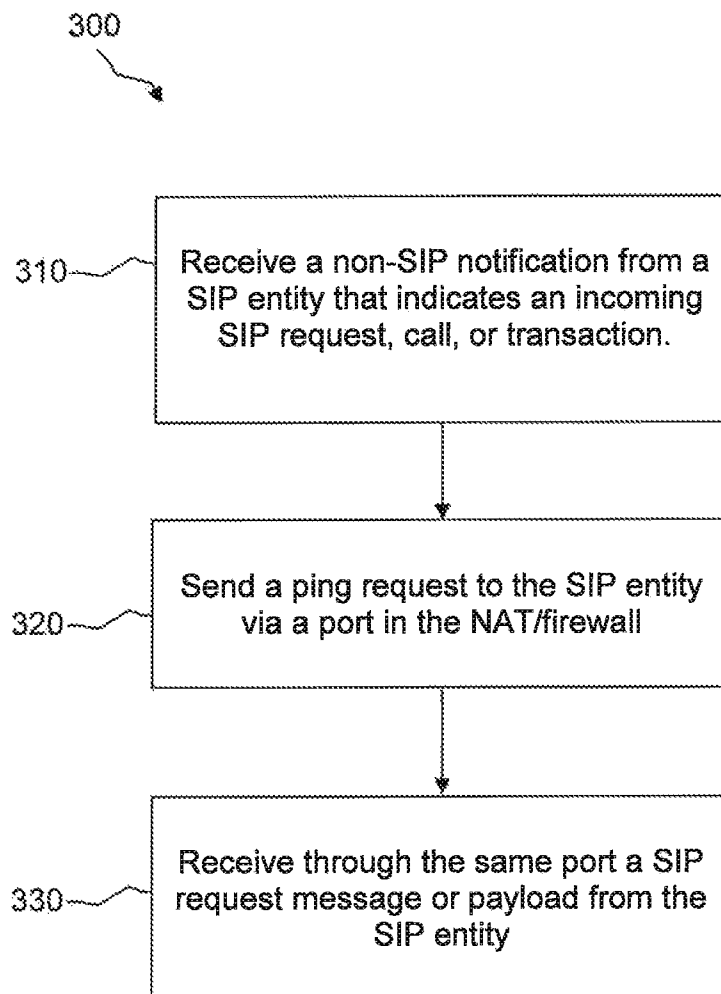 300
310
Receive a non-SIP notification from a
SIP entity that indicates an incoming
SIP request, call, or transaction.
320
Send a ping request to the SIP entity
via a port in the NAT/firewall
330
Receive through the same port a SIP
request message or payload from the
SIP entity